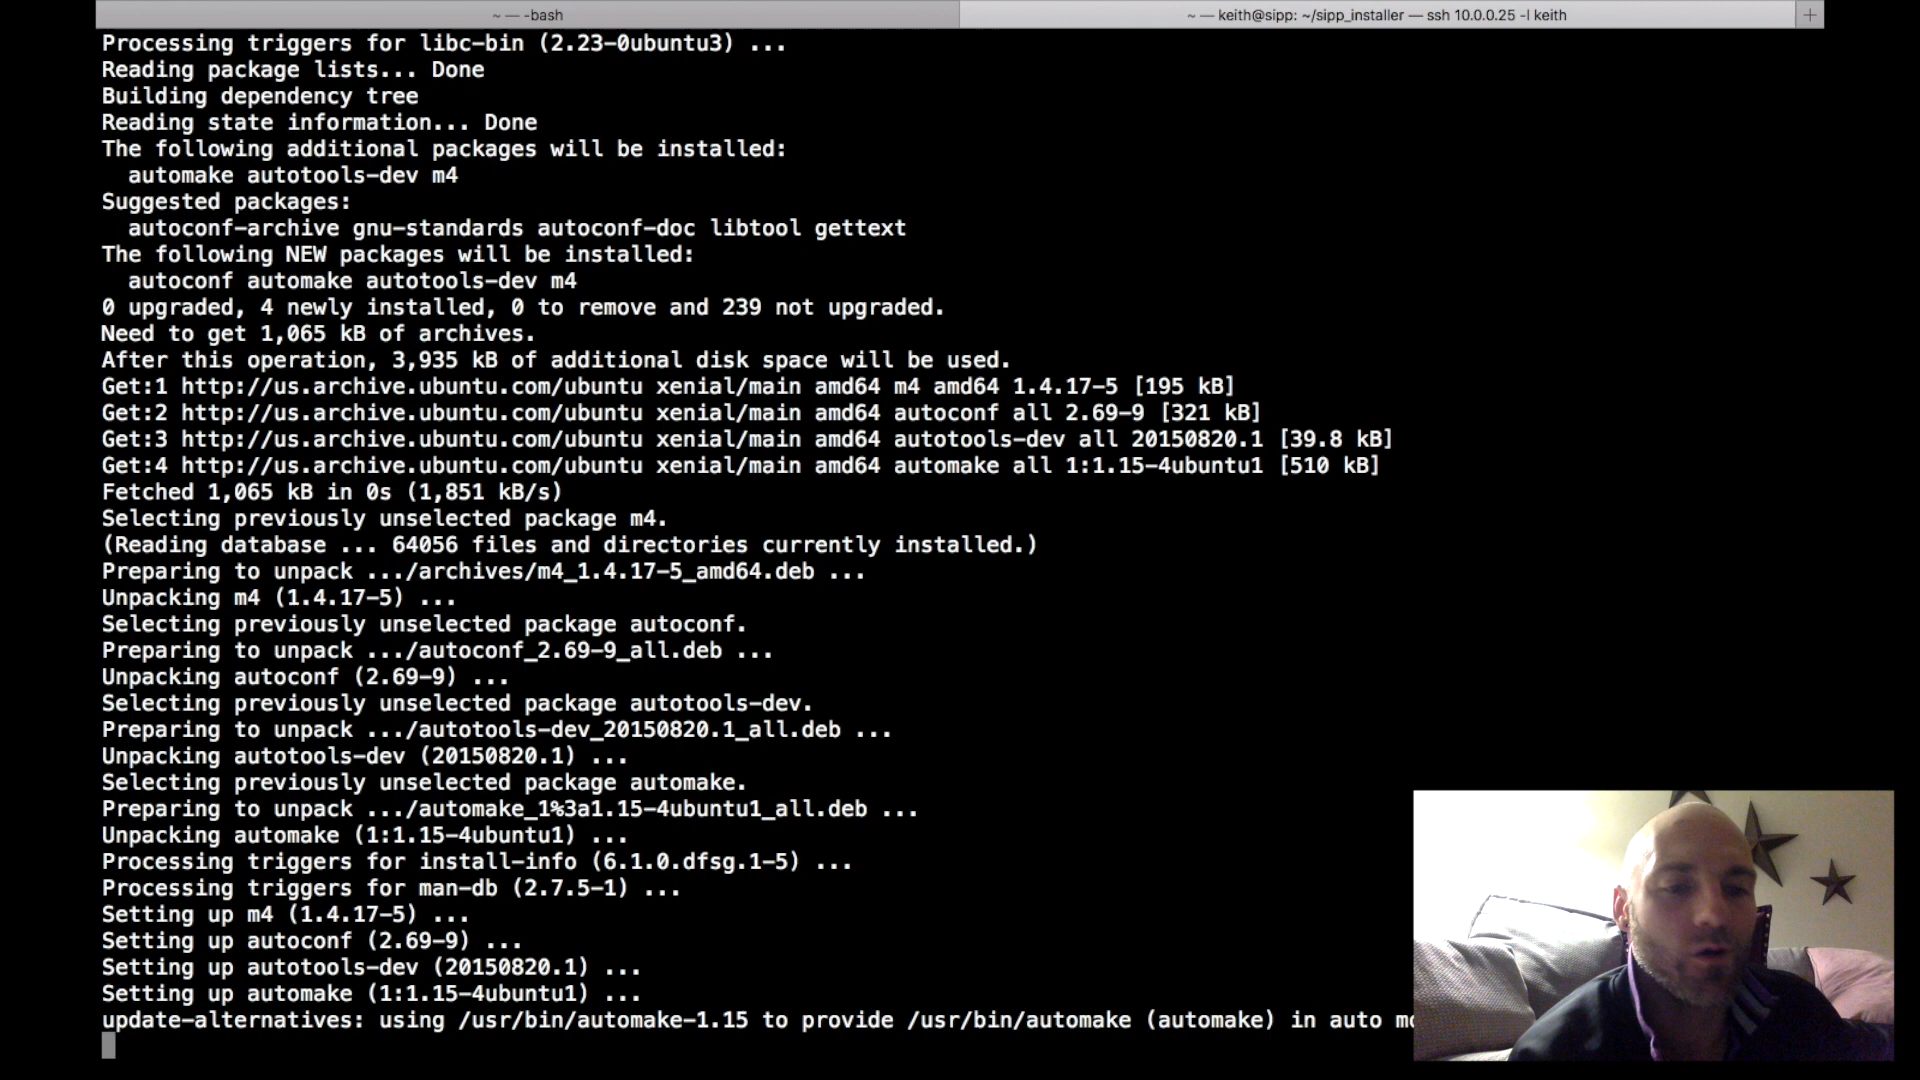 ~ — -bash
~ — keith@sipp: ~/sipp_installer — ssh 10.0.0.25 -l keith
Processing triggers for libc-bin (2.23-0ubuntu3) ...
Reading package lists... Done
Building dependency tree
Reading state information... Done
The following additional packages will be installed:
automake autotools-dev m4
Suggested packages:
autoconf-archive gnu-standards autoconf-doc libtool gettext
The following NEW packages will be installed:
autoconf automake autotools-dev m4
0 upgraded, 4 newly installed, 0 to remove and 239 not upgraded.
Need to get 1,065 kB of archives.
After this operation, 3,935 kB of additional disk space will be used.
Get:1 http://us.archive.ubuntu.com/ubuntu xenial/main amd64 m4 amd64 1.4.17-5 [195 kB]
Get:2 http://us.archive.ubuntu.com/ubuntu xenial/main amd64 autoconf all 2.69-9 [321 kB]
Get:3 http://us.archive.ubuntu.com/ubuntu xenial/main amd64 autotools-dev all 20150820.1 [39.8 kB]
Get:4 http://us.archive.ubuntu.com/ubuntu xenial/main amd64 automake all 1:1.15-4ubuntu1 [510 kB]
Fetched 1,065 kB in 0s (1,851 kB/s)
Selecting previously unselected package m4.
(Reading database ... 64056 files and directories currently installed.)
Preparing to unpack .../archives/m4_1.4.17-5_amd64.deb ...
Unpacking m4 (1.4.17-5) ...
Selecting previously unselected package autoconf.
Preparing to unpack .../autoconf_2.69-9_all.deb ...
Unpacking autoconf (2.69-9) ...
Selecting previously unselected package autotools-dev.
Preparing to unpack .../autotools-dev_20150820.1_all.deb ...
Unpacking autotools-dev (20150820.1) ...
Selecting previously unselected package automake.
Preparing to unpack .../automake_1%3a1.15-4ubuntu1_all.deb ...
Unpacking automake (1:1.15-4ubuntu1) ...
Processing triggers for install-info (6.1.0.dfsg.1-5) ...
Processing triggers for man-db (2.7.5-1) ...
Setting up m4 (1.4.17-5) ...
Setting up autoconf (2.69-9) ...
Setting up autotools-dev (20150820.1) ...
Setting up automake (1:1.15-4ubuntu1) ...
update-alternatives: using /usr/bin/automake-1.15 to provide /usr/bin/automake (automake) in auto